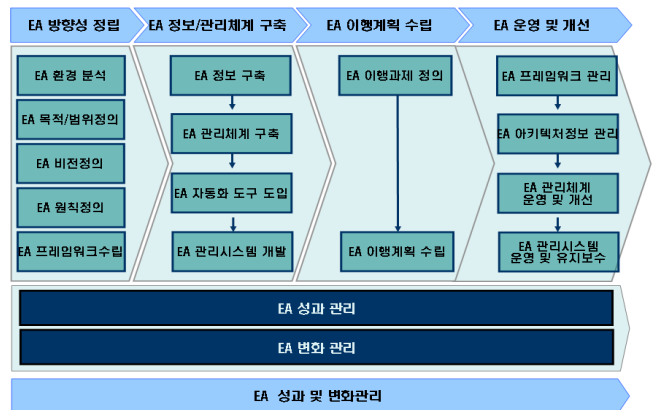 EA 방향성 정립
EA 정보/관리체계 구축
EA 이행계획 수립
EA 운영 및 개선
EA 환경 분석
EA 목적/범위정의
EA 비전정의
EA 원칙정의
EA 프레임워크수립
EA 정보 구축
EA 관리체계 구축
EA 자동화 도구 도입
EA 관리시스템 개발
EA 이행과제 정의
EA 이행계획 수립
EA 프레임워크 관리
EA 아키텍처정보 관리
EA 관리체계
운영 및 개선
EA 관리시스템
운영 및 유지보수
EA 성과 관리
EA 변화 관리
EA 성과 및 변화관리